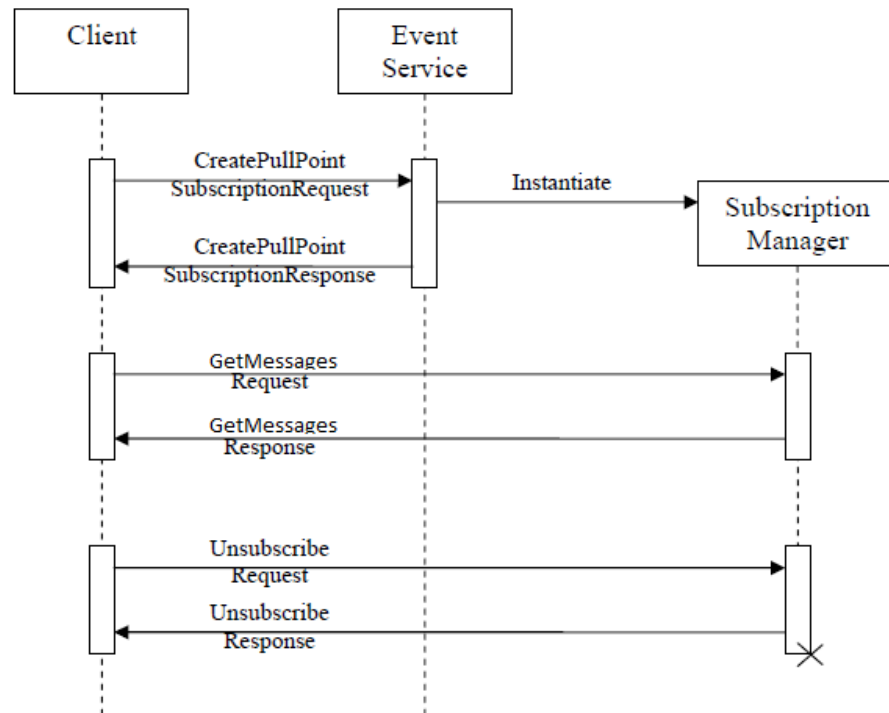 Client
Event
Service
CreatePullPoint
SubscriptionRequest
Instantiate
Subscription
Manager
CreatePullPoint
SubscriptionResponse
GetMessages
Request
GetMessages
Response
Unsubscribe
Request
Unsubscribe
Response